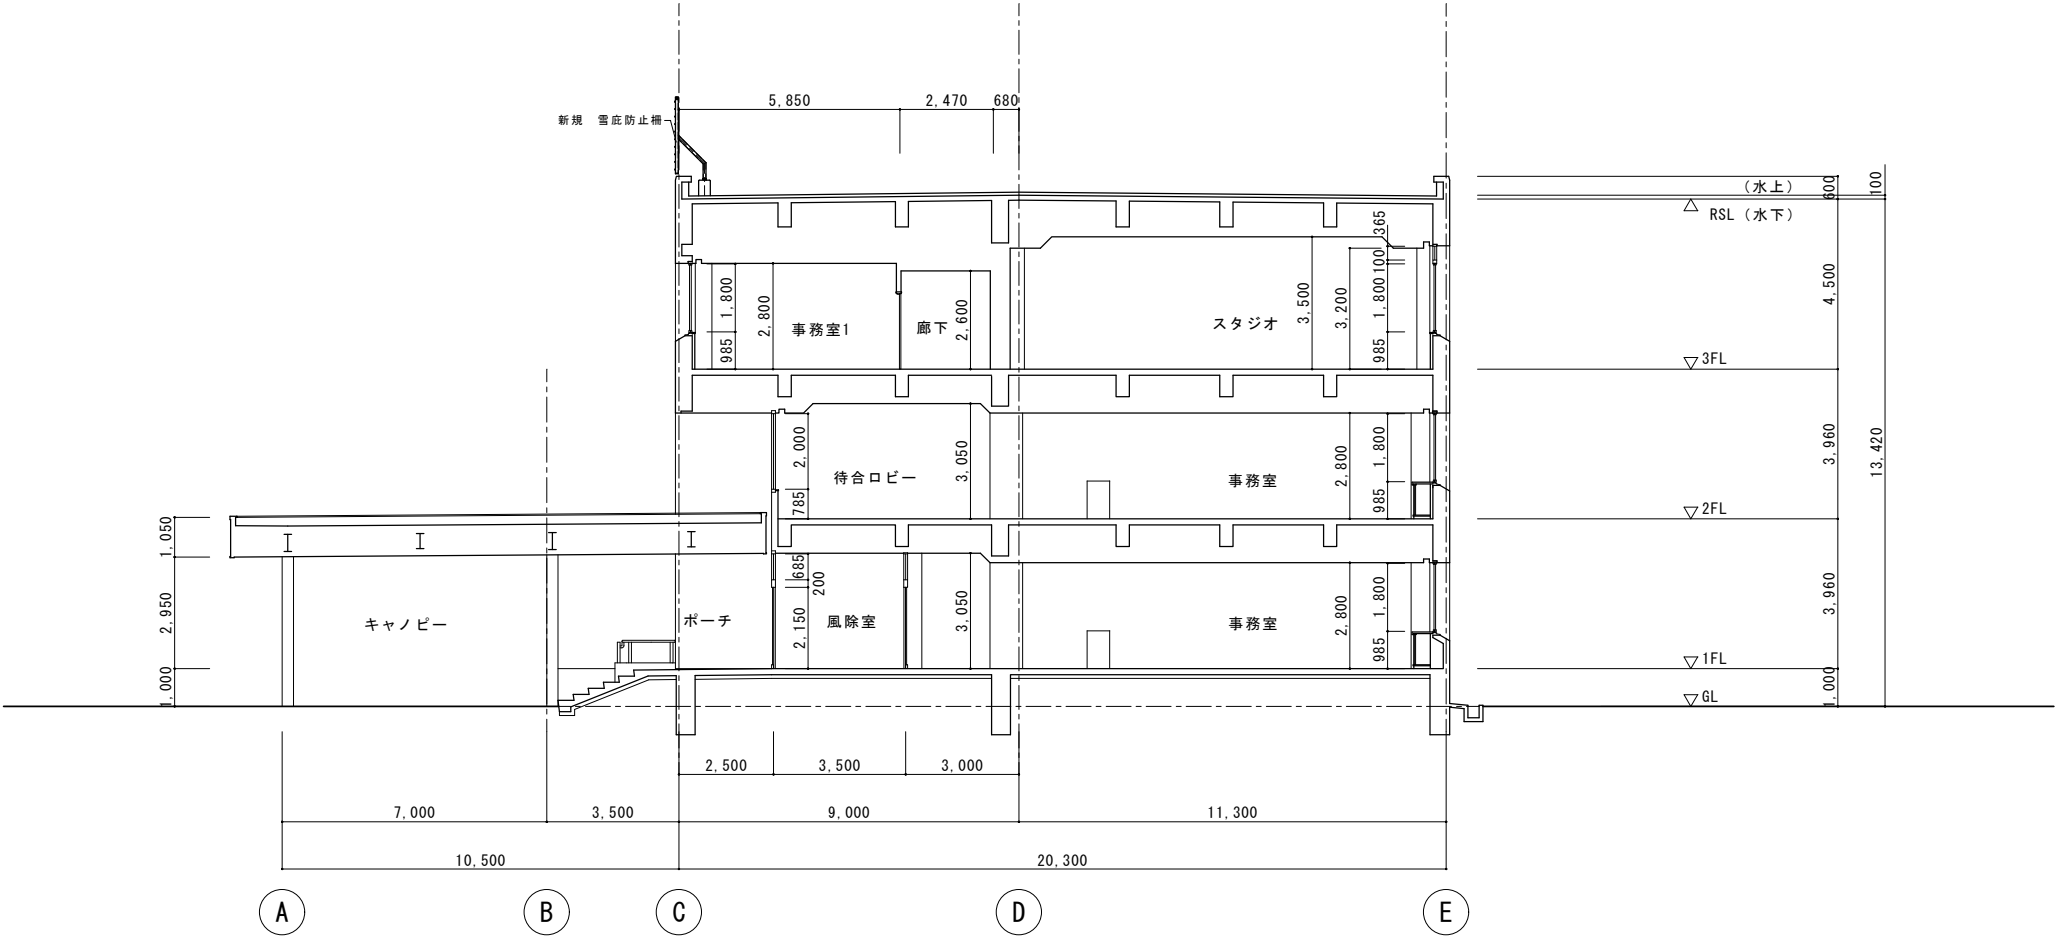 5,850
2,470
680
新規　雪庇防止柵
（水上）
600
100
RSL（水下）
365
100
1,800
985
3,200
3,500
スタジオ
2,600
廊下
事務室1
2,800
1,800
985
4,500
3FL
2,000
785
待合ロビー
3,050
事務室
2,800
1,800
985
3,960
13,420
2FL
1,050
2,950
1,000
キャノピー
ポーチ
685
200
2,150
風除室
3,050
事務室
2,800
1,800
985
3,960
1FL
1,000
GL
2,500
3,500
3,000
7,000
3,500
9,000
11,300
10,500
20,300
A
B
C
D
E